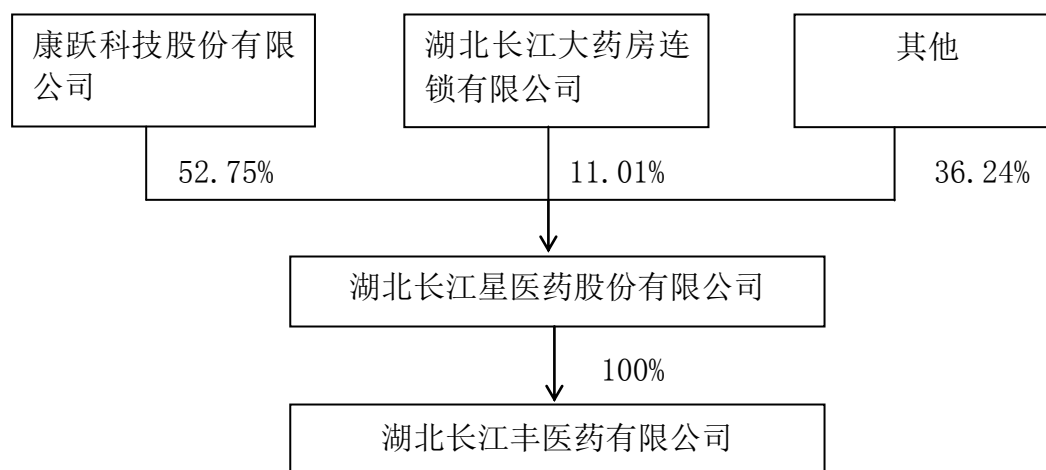 康跃科技股份有限
公司
湖北长江大药房连
锁有限公司
其他
52.75%
11.01%
36.24%
湖北长江星医药股份有限公司
100%
湖北长江丰医药有限公司